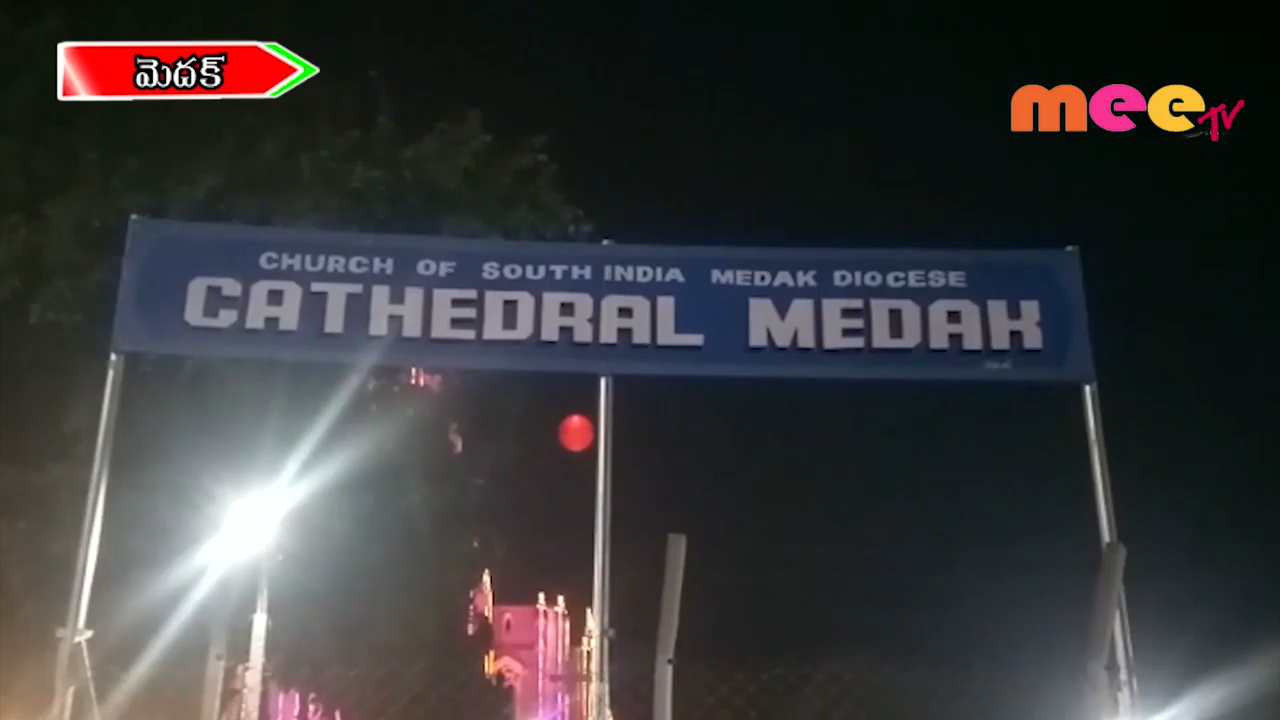 మెదక్
mee TV
CHURCH OF SOUTH INDIA MEDAK DIOCESE
CATHEDRAL MEDAK